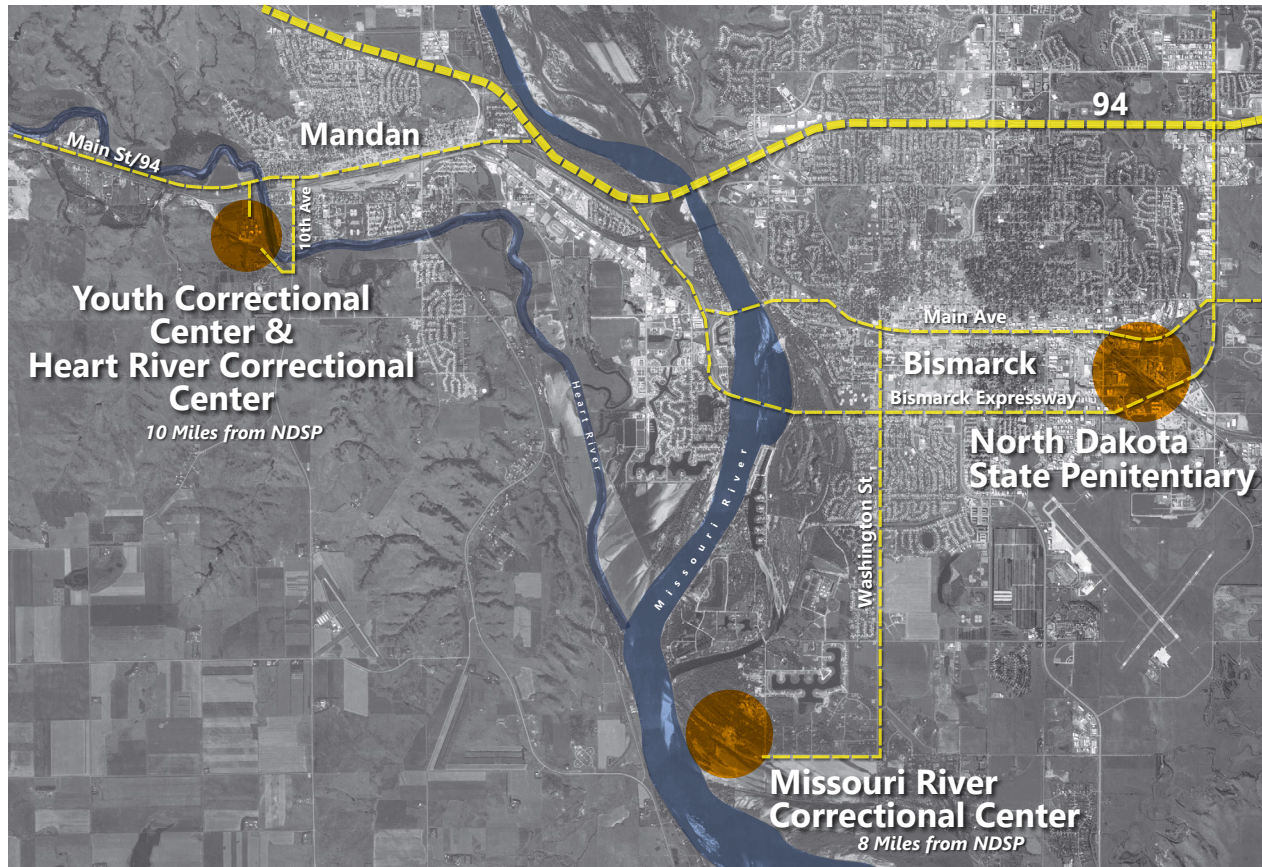 94
Mandan
Main St/94
10th Ave
Youth Correctional
Center &
Heart River Correctional
Center
10 Miles from NDSP
Main Ave
Bismarck
Bismarck Expressway
North Dakota
State Penitentiary
Heart River
Missouri River
Washington St
Missouri River
Correctional Center
8 Miles from NDSP